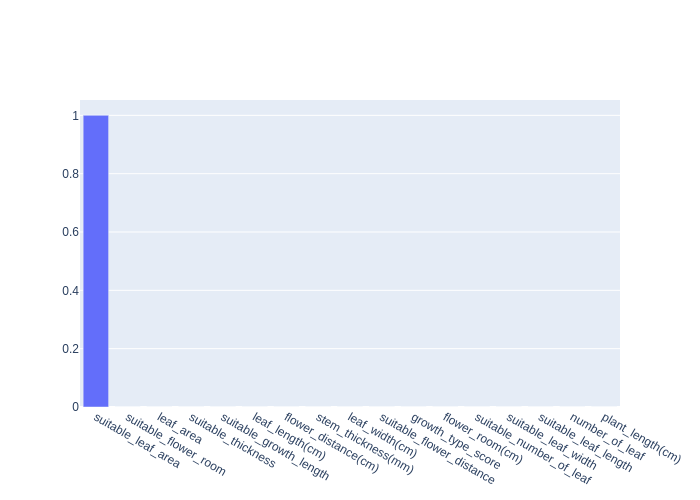 1
0.8
0.6
0.4
0.2
0
suitable_leaf_area
suitable_flower_room
leaf_area
suitable_thickness
suitable_growth_length
leaf_length(cm)
flower_distance(cm)
stem_thickness(mm)
leaf_width(cm)
suitable_flower_distance
growth_type_score
flower_room(cm)
suitable_number_of_leaf
suitable_leaf_width
suitable_leaf_length
number_of_leaf
plant_length(cm)